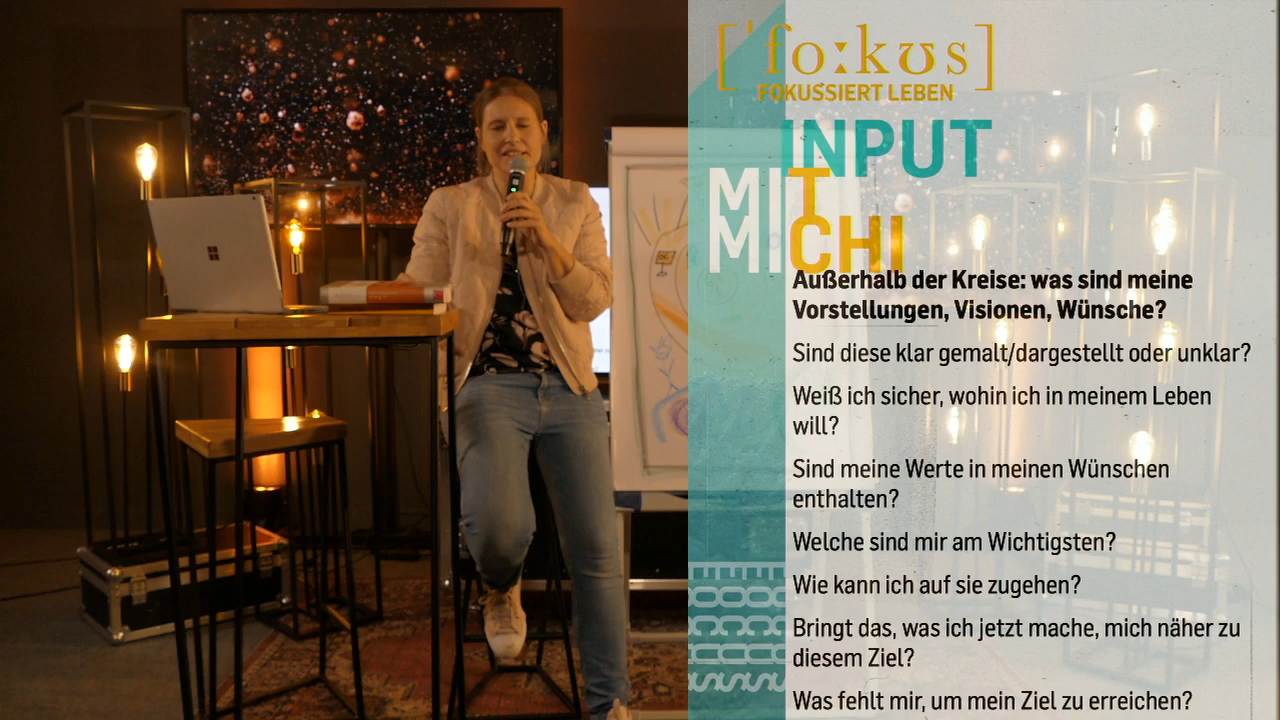 [ˈfoːkʊs]
FOKUSSIERT LEBEN
INPUT
MIT
MICHI
Außerhalb der Kreise: was sind meine
Vorstellungen, Visionen, Wünsche?
Sind diese klar gemalt/dargestellt oder unklar?
Weiß ich sicher, wohin ich in meinem Leben
will?
Sind meine Werte in meinen Wünschen
enthalten?
Welche sind mir am Wichtigsten?
Wie kann ich auf sie zugehen?
Bringt das, was ich jetzt mache, mich näher zu
diesem Ziel?
Was fehlt mir, um mein Ziel zu erreichen?